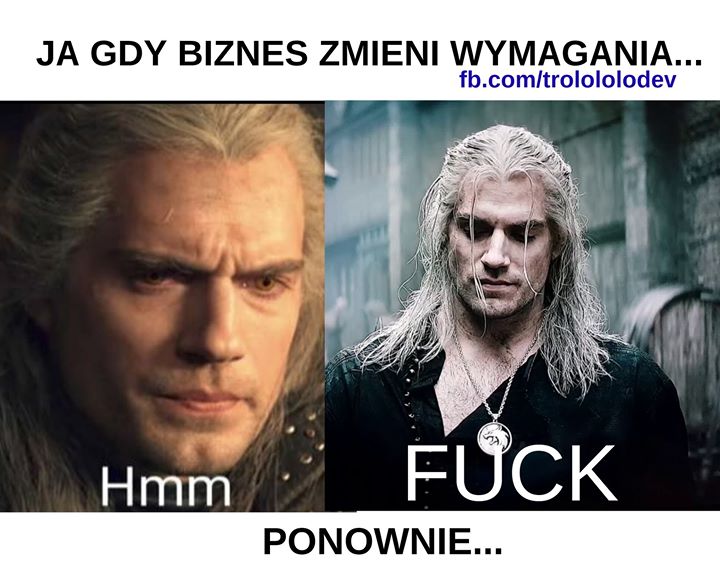 JA GDY BIZNES ZMIENI WYMAGANIA...
fb.com/trolololodev
Hmm
FUCK
PONOWNIE...